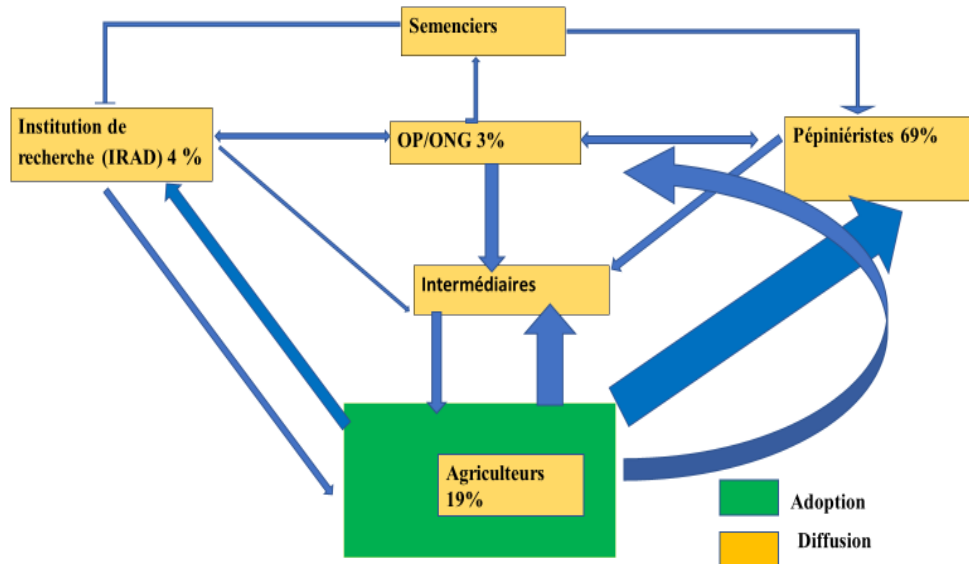 Semenciers
Institution de
recherche (IRAD) 4 %
OP/ONG 3%
Pépiniéristes 69%
Intermédiaires
Agriculteurs
19%
Adoption
Diffusion